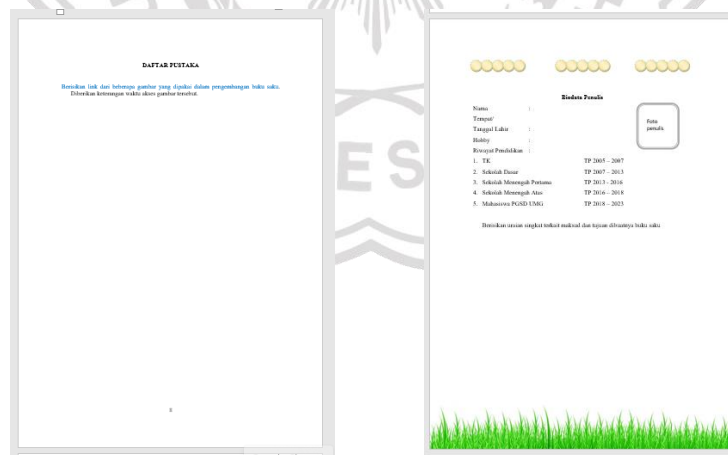 DAFTAR PUSTAKA
Berisikan link dari beberapa gambar yang dipakai dalam pengembangan buku saku.
Diberikan keterangan waktu akses gambar tersebut.
8
Biodata Penulis
Nama :
Tempat/
Tanggal Lahir :
Hobby :
Riwayat Pendidikan :
1. TK TP 2005 – 2007
2. Sekolah Dasar TP 2007 – 2013
3. Sekolah Menengah Pertama TP 2013 – 2016
4. Sekolah Menengah Atas TP 2016 – 2018
5. Mahasiswa PGSD UMG TP 2018 – 2023
Foto
penulis
Berisikan uraian singkat terkait maksud dan tujuan dibuatnya buku saku
ES